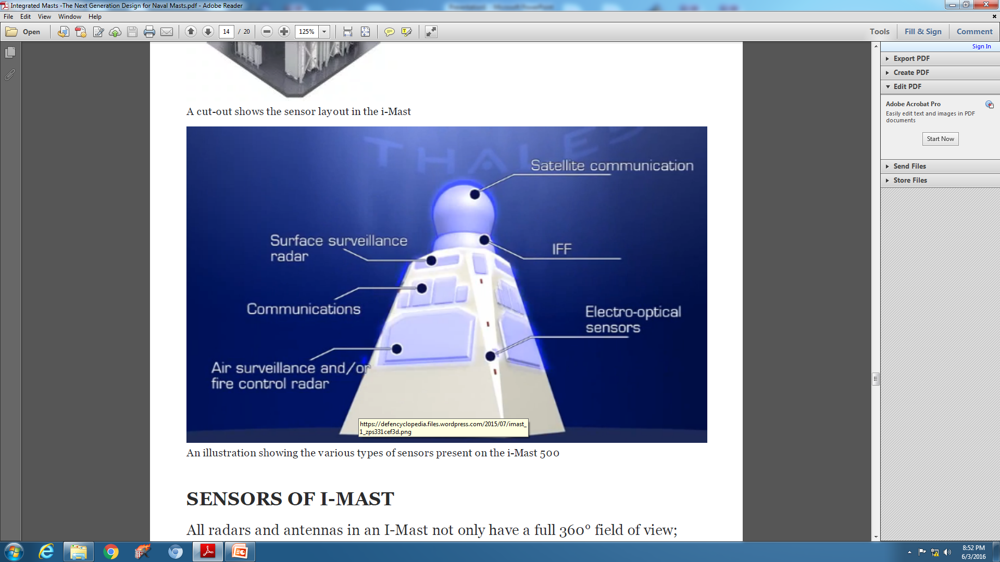 Integrated Masts -The Next Generation Design for Naval Masts.pdf - Adobe Reader
File Edit View Window Help
Open 14 / 20 125% Tools Fill & Sign Comment
Sign In
Export PDF
Create PDF
Edit PDF
Adobe Acrobat Pro
Easily edit text and images in PDF
documents
Start Now
Send Files
Store Files
A cut-out shows the sensor layout in the i-Mast
THALES
Satellite communication
Surface surveillance
radar
IFF
Communications
Electro-optical
sensors
Air surveillance and/or
fire control radar
https://defencyclopedia.files.wordpress.com/2015/07/imast_
1_zps331cef3d.png
An illustration showing the various types of sensors present on the i-Mast 500
SENSORS OF I-MAST
All radars and antennas in an I-Mast not only have a full 360° field of view;
8:52 PM
6/3/2016